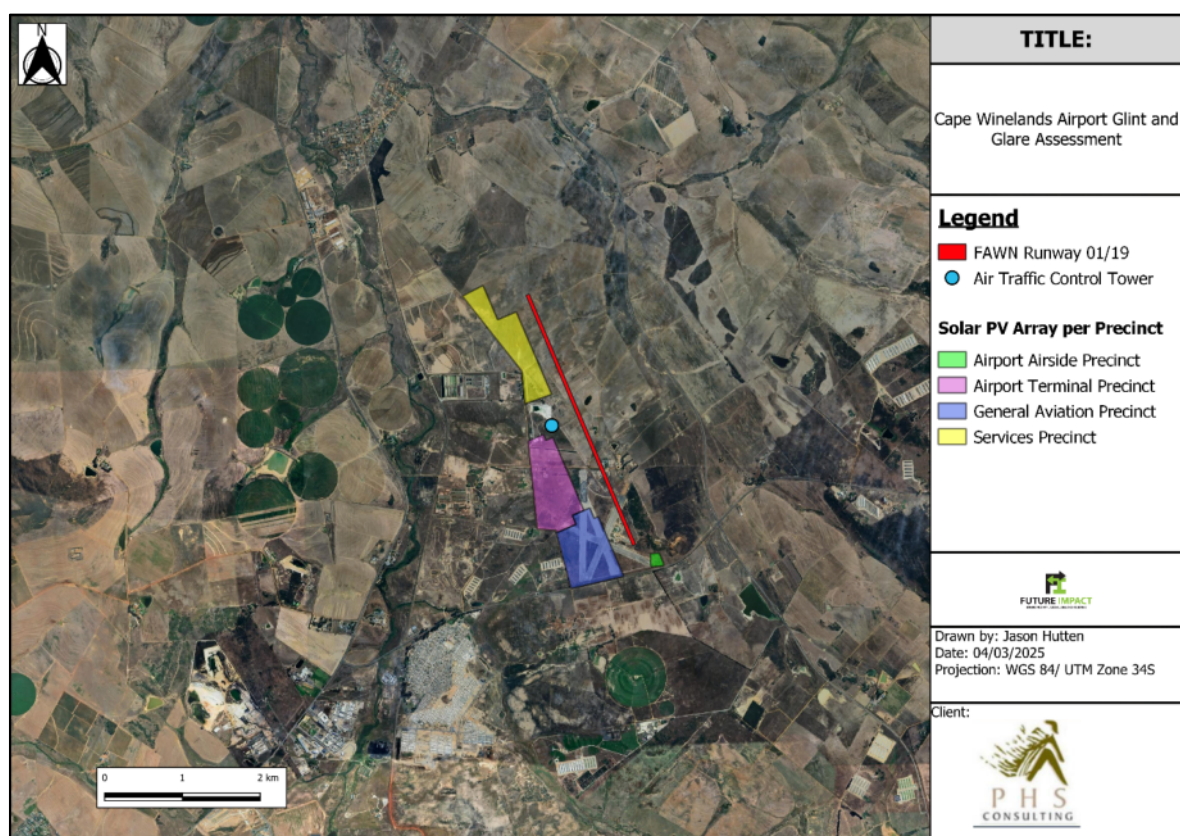 N
TITLE:
Cape Winelands Airport Glint and
Glare Assessment
Legend
FAWN Runway 01/19
Air Traffic Control Tower
Solar PV Array per Precinct
Airport Airside Precinct
Airport Terminal Precinct
General Aviation Precinct
Services Precinct
FUTURE IMPACT
Drawn by: Jason Hutten
Date: 04/03/2025
Projection: WGS 84/ UTM Zone 34S
Client:
PHS
CONSULTING
0 1 2 km